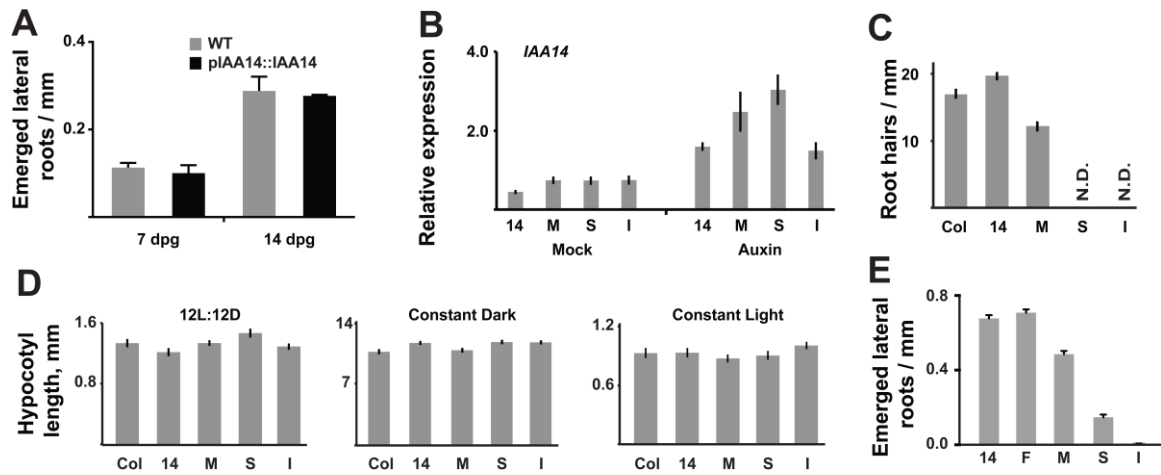 A
Emerged lateral
roots / mm
0.4
0.2
0
WT
pIAA14::IAA14
7 dpg
14 dpg
B
Relative expression
4.0
2.0
0
IAA14
14 M S I 14 M S I
Mock Auxin
C
Root hairs / mm
20
10
0
N.D. N.D.
Col 14 M S I
D
Hypocotyl
length, mm
12L:12D
1.6
0.8
Col 14 M S I
Constant Dark
14
7
Col 14 M S I
Constant Light
1.2
0.6
Col 14 M S I
E
Emerged lateral
roots / mm
0.8
0.4
0.0
14 F M S I